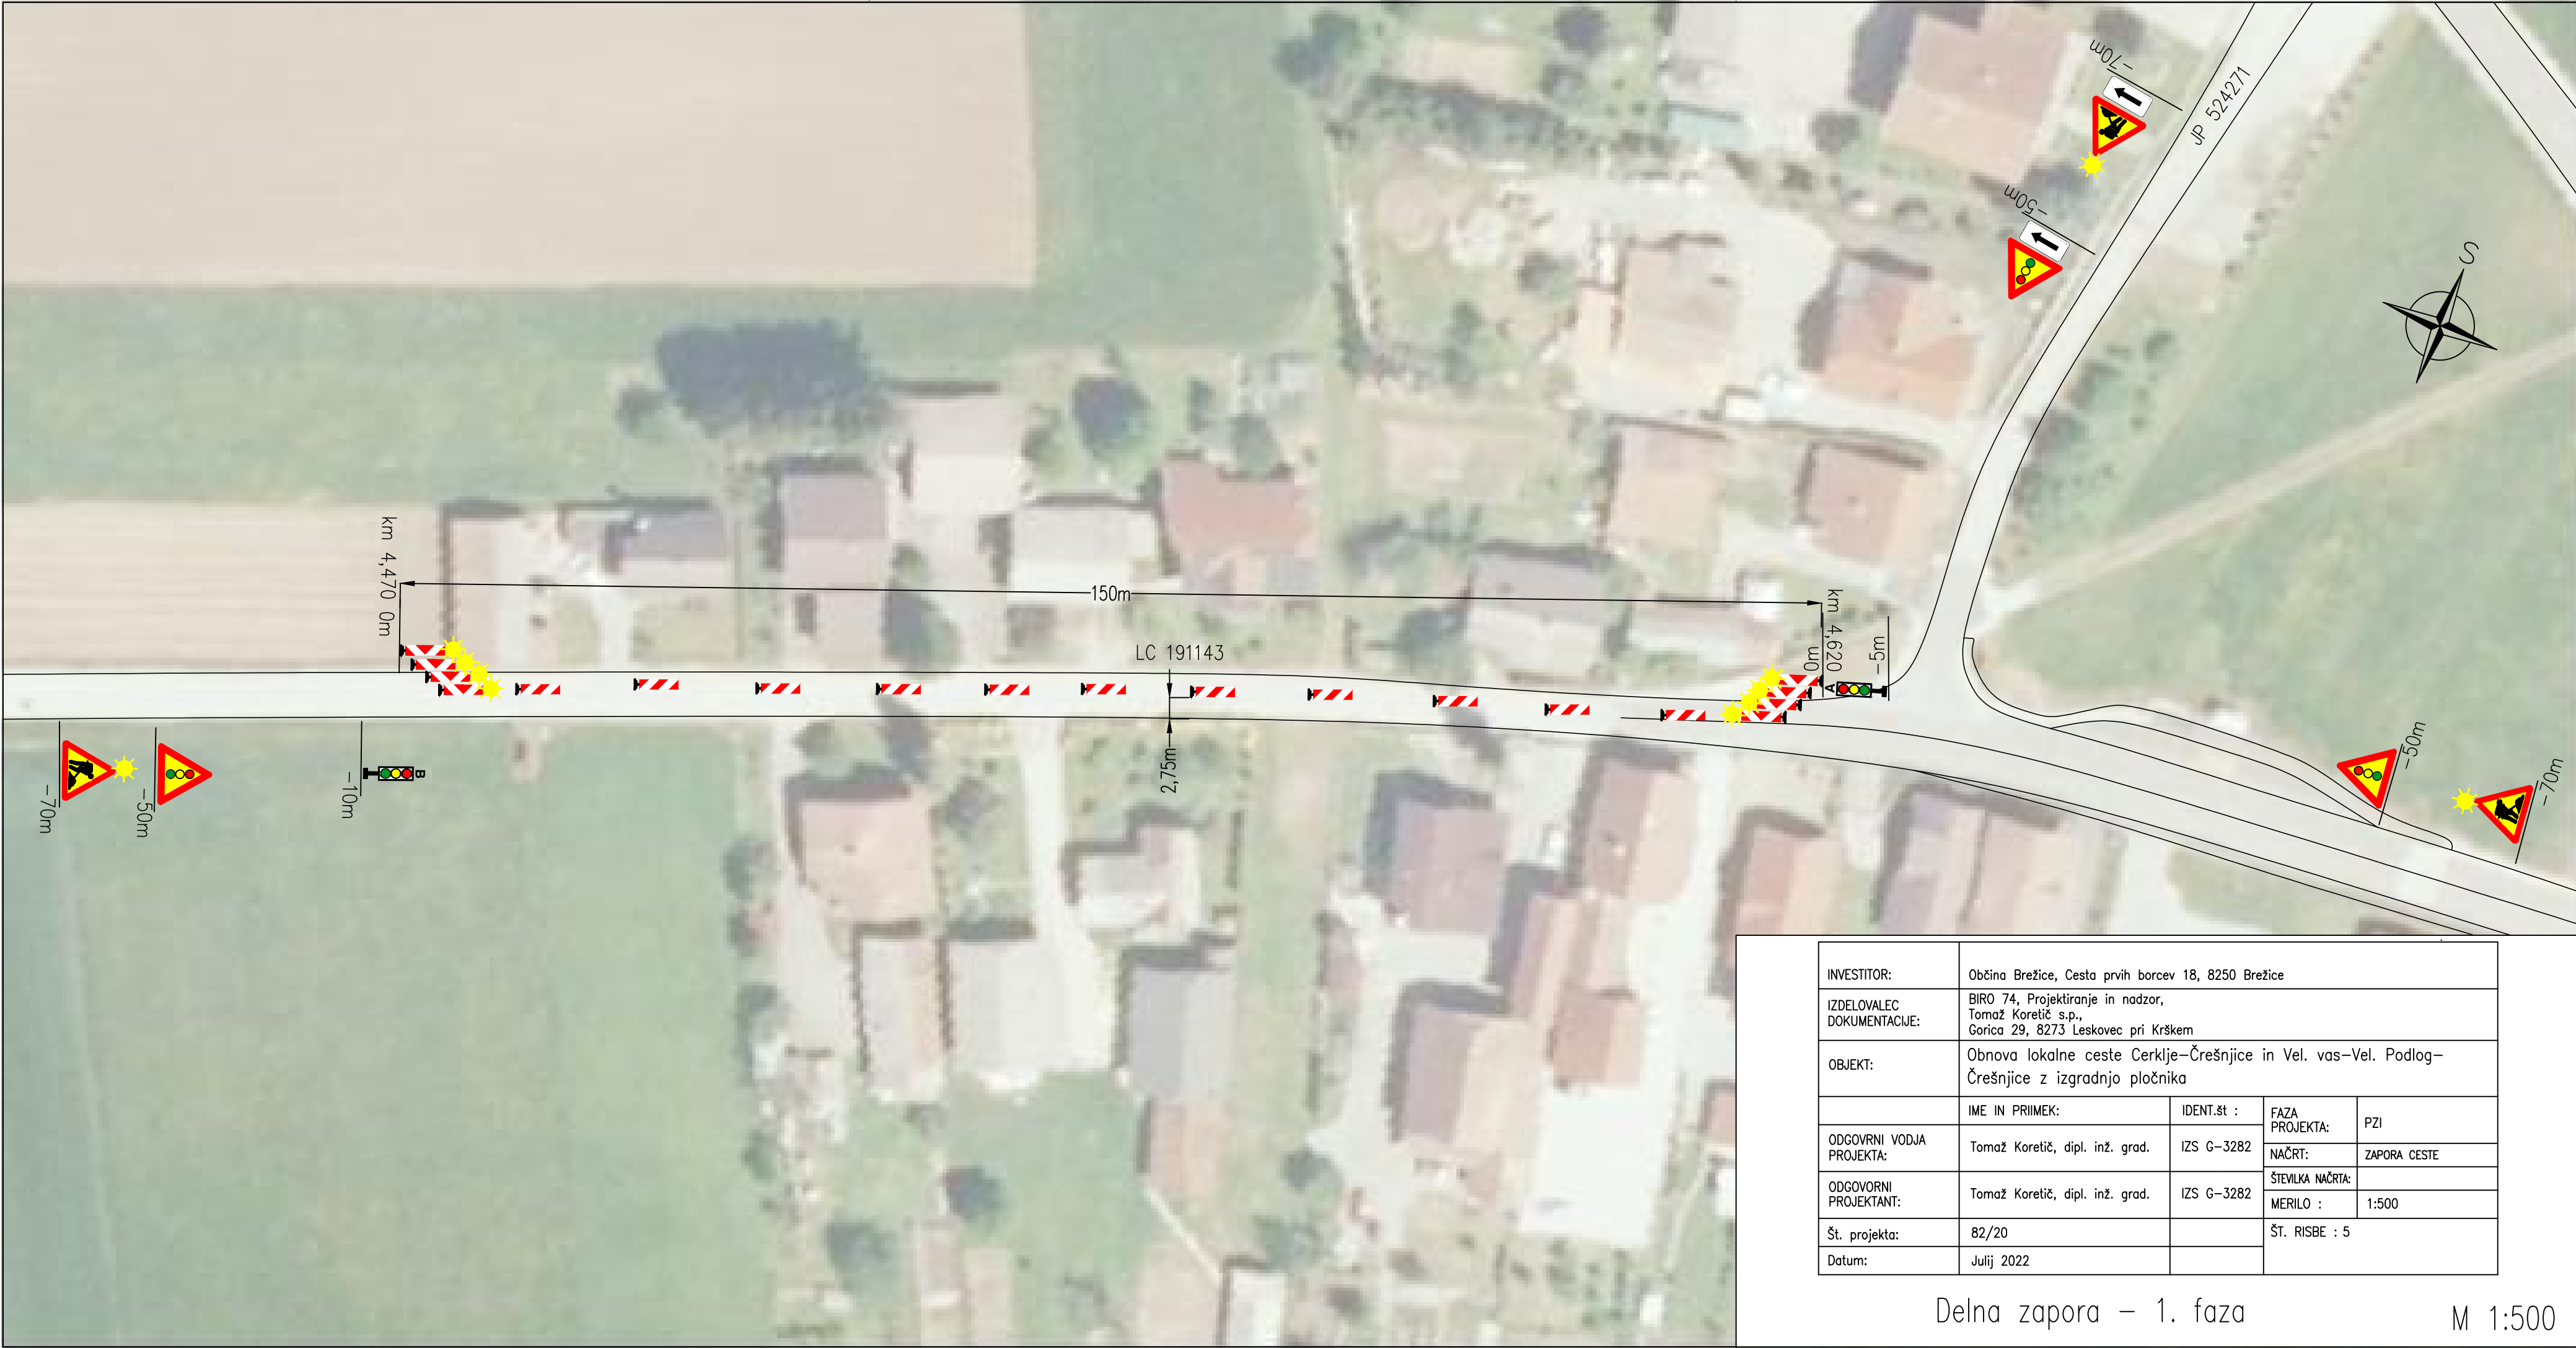 -70m
JP 524271
-50m
S
km 4,470 0m
150m
km 4,620
0m
-5m
LC 191143
A
2,75m
B
-70m
-50m
-10m
-50m
-70m
INVESTITOR: Občina Brežice, Cesta prvih borcev 18, 8250 Brežice
IZDELOVALEC
DOKUMENTACIJE:
BIRO 74, Projektiranje in nadzor,
Tomaž Koretič s.p.,
Gorica 29, 8273 Leskovec pri Krškem
OBJEKT:
Obnova lokalne ceste Cerklje-Črešnjice in Vel. vas-Vel. Podlog-
Črešnjice z izgradnjo pločnika
IME IN PRIIMEK: IDENT.št :
FAZA
PROJEKTA:
PZI
ODGOVRNI VODJA
PROJEKTA:
Tomaž Koretič, dipl. inž. grad. IZS G-3282
NAČRT: ZAPORA CESTE
ŠTEVILKA NAČRTA:
ODGOVORNI
PROJEKTANT:
Tomaž Koretič, dipl. inž. grad. IZS G-3282
MERILO : 1:500
Št. projekta: 82/20
ŠT. RISBE : 5
Datum: Julij 2022
Delna zapora - 1. faza
M 1:500